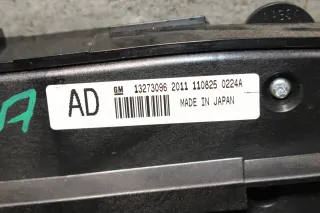 AD
GM 13273096 2011 110825 0224A
MADE IN JAPAN
A